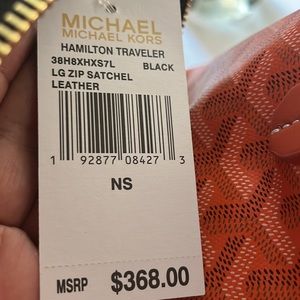 MICHAEL
MICHAEL KORS
HAMILTON TRAVELER
38H8XHXS7L BLACK
LG ZIP SATCHEL
LEATHER
1 92877 08427 3
NS
MSRP $368.00